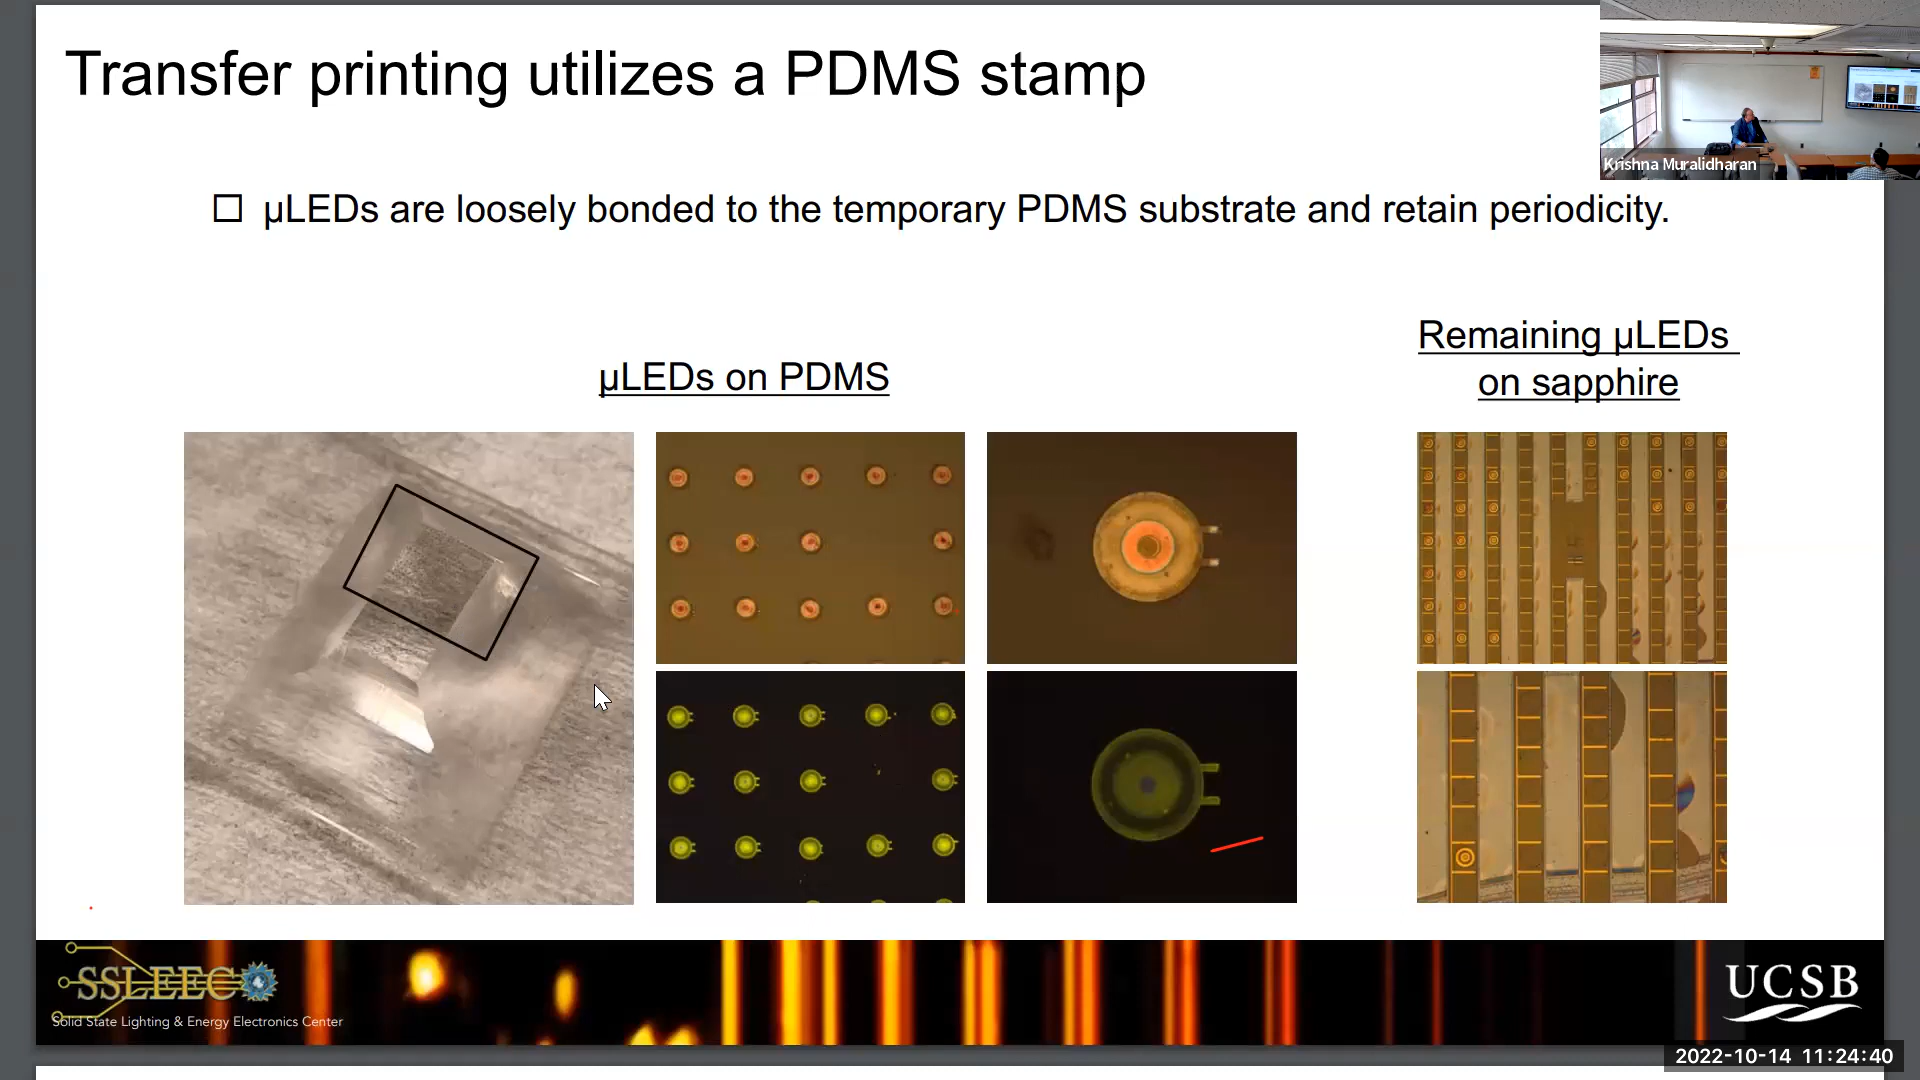 Transfer printing utilizes a PDMS stamp
Krishna Muralidharan
µLEDs are loosely bonded to the temporary PDMS substrate and retain periodicity.
µLEDs on PDMS
Remaining µLEDs
on sapphire
SSLEEC
Solid State Lighting & Energy Electronics Center
UCSB
2022-10-14 11:24:40